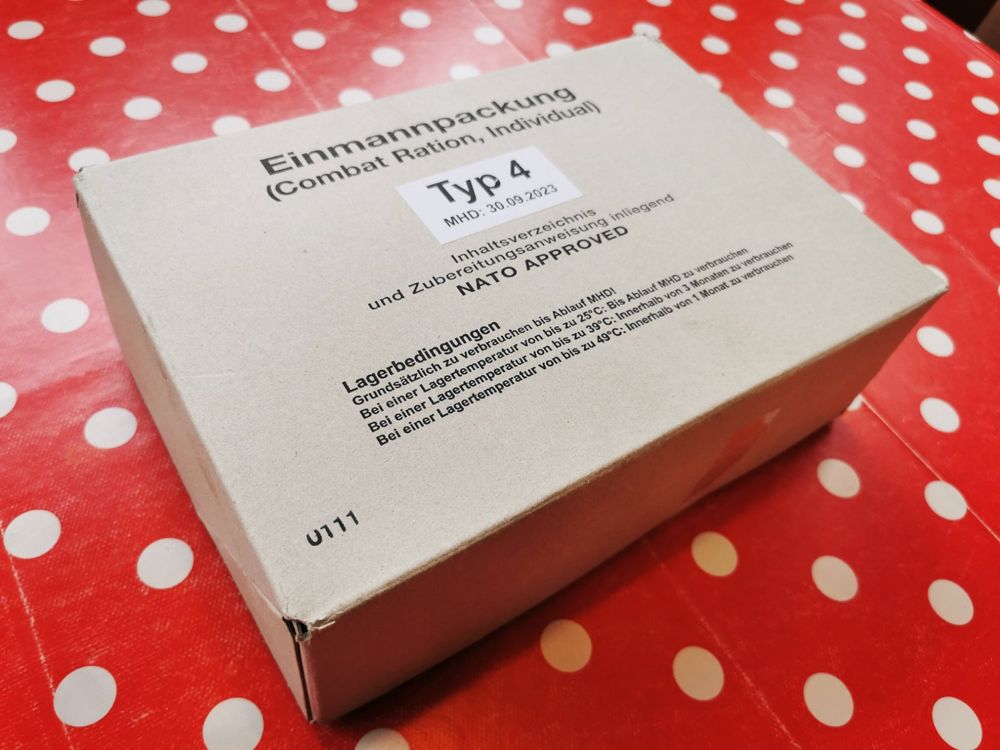 Einmannpackung
(Combat Ration, Individual)
Typ 4
MHD: 30.09.2023
Inhaltsverzeichnis
und Zubereitungsanweisung inliegend
NATO APPROVED
Lagerbedingungen
Grundsätzlich zu verbrauchen bis Ablauf MHD!
Bei einer Lagertemperatur von bis zu 25°C: Bis Ablauf MHD zu verbrauchen
Bei einer Lagertemperatur von bis zu 39°C: Innerhalb von 3 Monaten zu verbrauchen
Bei einer Lagertemperatur von bis zu 49°C: Innerhalb von 1 Monat zu verbrauchen
0111